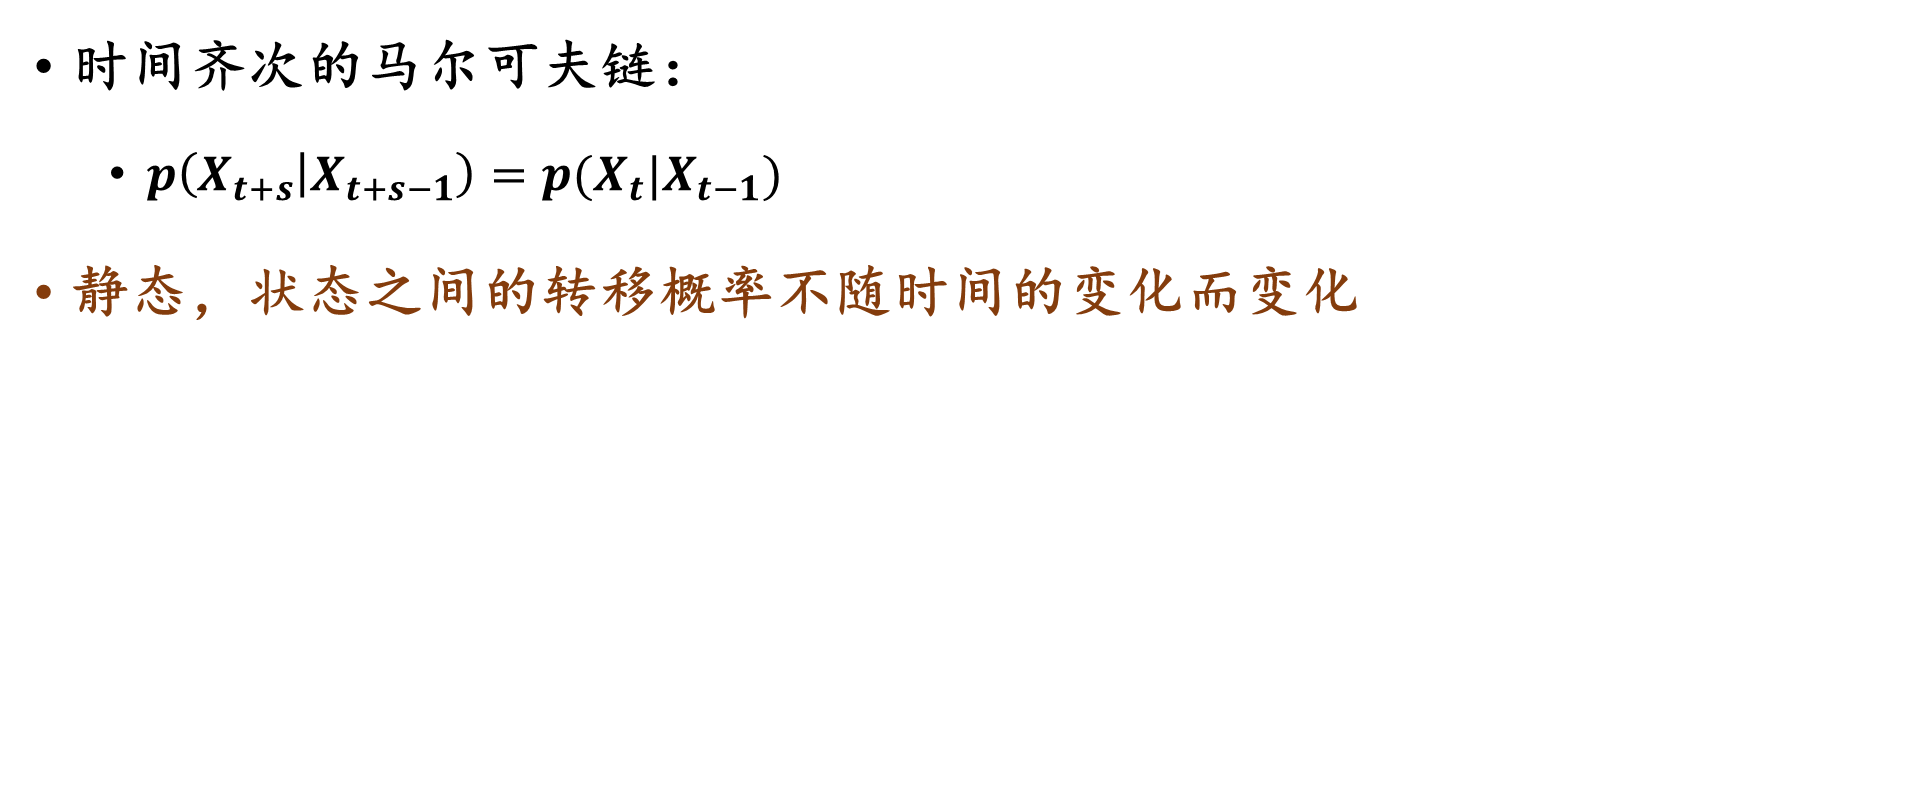 • 时间齐次的马尔可夫链：
• p(X_{t+s}|X_{t+s−1}) = p(X_t|X_{t−1})
• 静态，状态之间的转移概率不随时间的变化而变化